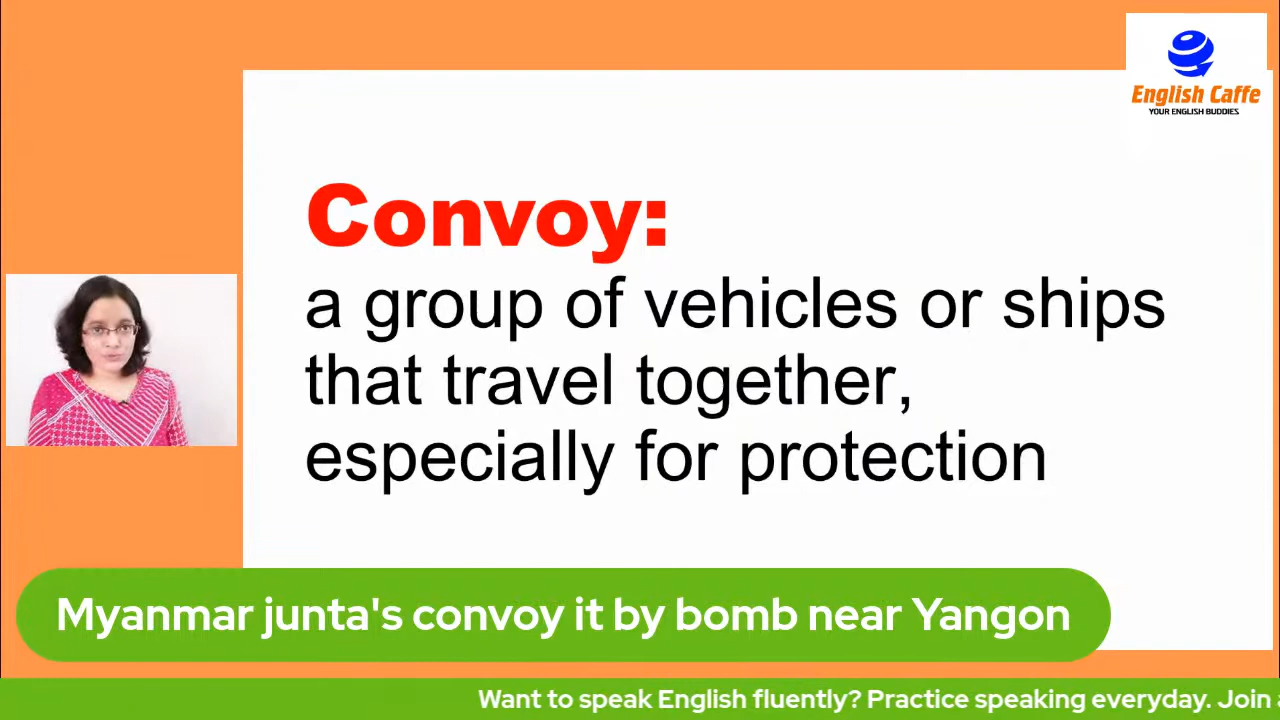 English Caffe
YOUR ENGLISH BUDDIES
Convoy:
a group of vehicles or ships
that travel together,
especially for protection
Myanmar junta's convoy it by bomb near Yangon
Want to speak English fluently? Practice speaking everyday. Join